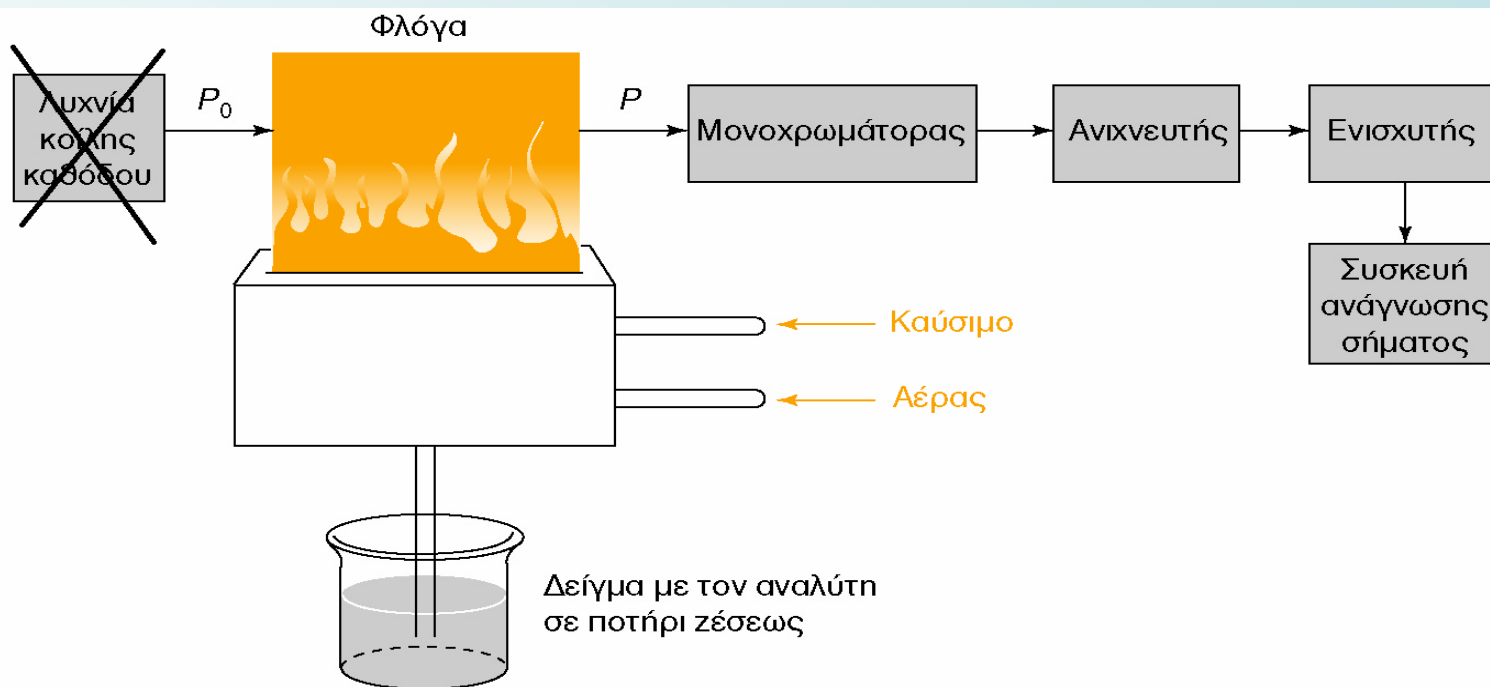 Φλόγα
Λυχνία
κοίλης
καθόδου
P0
P
Μονοχρωμάτορας
Ανιχνευτής
Ενισχυτής
Συσκευή
ανάγνωσης
σήματος
Καύσιμο
Αέρας
Δείγμα με τον αναλύτη
σε ποτήρι ζέσεως